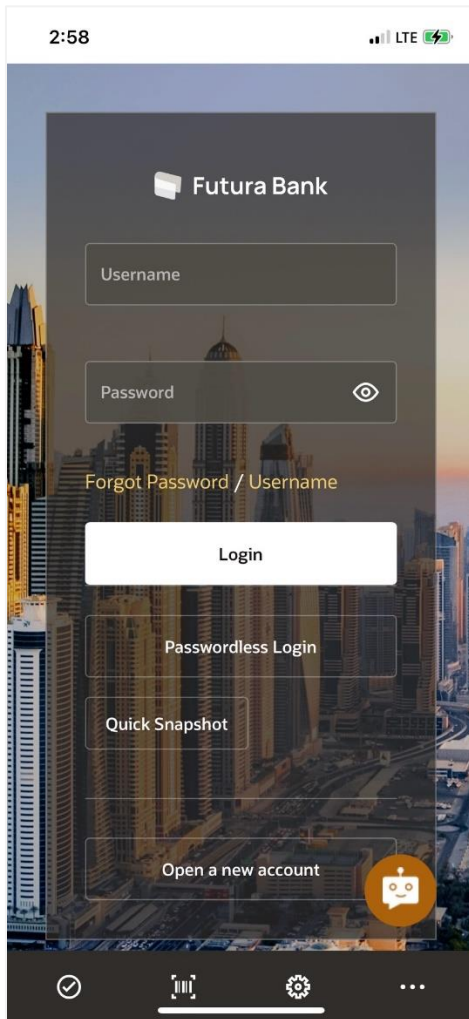 2:58 LTE
Futura Bank
Username
Password
Forgot Password / Username
Login
Passwordless Login
Quick Snapshot
Open a new account